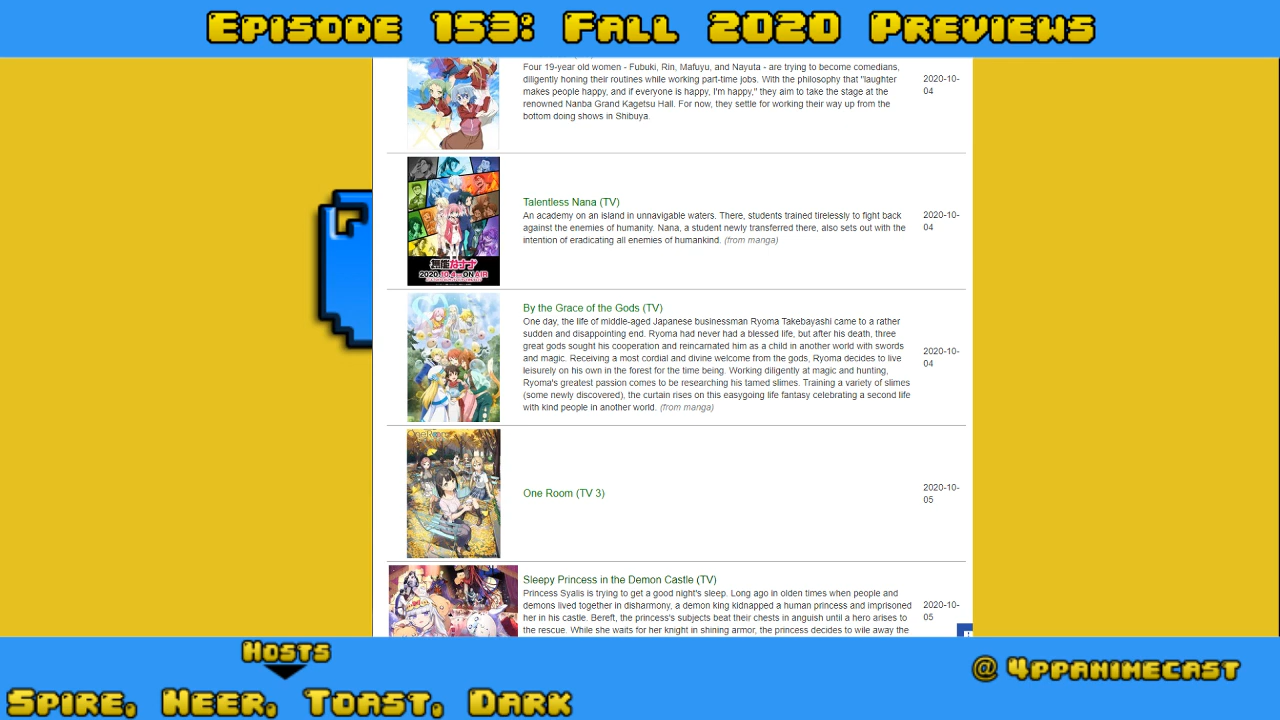 Episode 153: Fall 2020 Previews
Four 19-year old women - Fubuki, Rin, Mafuyu, and Nayuta - are trying to become comedians,
diligently honing their routines while working part-time jobs. With the philosophy that "laughter
makes people happy, and if everyone is happy, I'm happy," they aim to take the stage at the
renowned Nanba Grand Kagetsu Hall. For now, they settle for working their way up from the
bottom doing shows in Shibuya.
2020-10-
04
Talentless Nana (TV)
An academy on an island in unnavigable waters. There, students trained tirelessly to fight back
against the enemies of humanity. Nana, a student newly transferred there, also sets out with the
intention of eradicating all enemies of humankind. (from manga)
2020-10-
04
無能なナナ
2020.10.4 ON AIR
By the Grace of the Gods (TV)
One day, the life of middle-aged Japanese businessman Ryoma Takebayashi came to a rather
sudden and disappointing end. Ryoma had never had a blessed life, but after his death, three
great gods sought his cooperation and reincarnated him as a child in another world with swords
and magic. Receiving a most cordial and divine welcome from the gods, Ryoma decides to live
leisurely on his own in the forest for the time being. Working diligently at magic and hunting,
Ryoma's greatest passion comes to be researching his tamed slimes. Training a variety of slimes
(some newly discovered), the curtain rises on this easygoing life fantasy celebrating a second life
with kind people in another world. (from manga)
2020-10-
04
OneRoom
One Room (TV 3)
2020-10-
05
Sleepy Princess in the Demon Castle (TV)
Princess Syalis is trying to get a good night's sleep. Long ago in olden times when people and
demons lived together in disharmony, a demon king kidnapped a human princess and imprisoned
her in his castle. Bereft, the princess's subjects beat their chests in anguish until a hero arises to
the rescue. While she waits for her knight in shining armor, the princess decides to wile away the
2020-10-
05
Hosts
Spire, Neer, Toast, Dark
@ 4ppanimecast